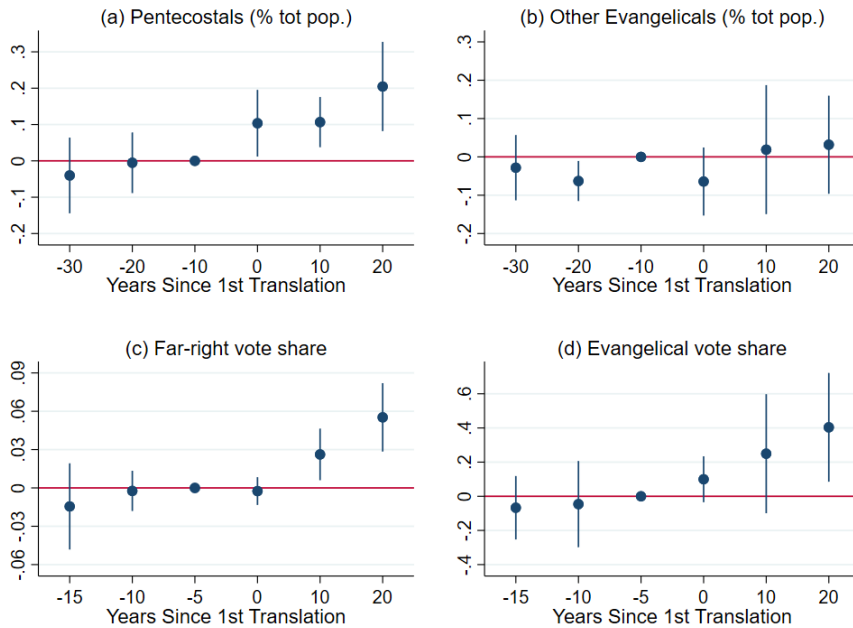 (a) Pentecostals (% tot pop.)
.3
.2
.1
0
-.1
-.2
-30 -20 -10 0 10 20
Years Since 1st Translation
(b) Other Evangelicals (% tot pop.)
.3
.2
.1
0
-.1
-.2
-30 -20 -10 0 10 20
Years Since 1st Translation
(c) Far-right vote share
.09
.06
.03
0
-.03
-.06
-15 -10 -5 0 10 20
Years Since 1st Translation
(d) Evangelical vote share
.6
.4
.2
0
-.2
-.4
-15 -10 -5 0 10 20
Years Since 1st Translation